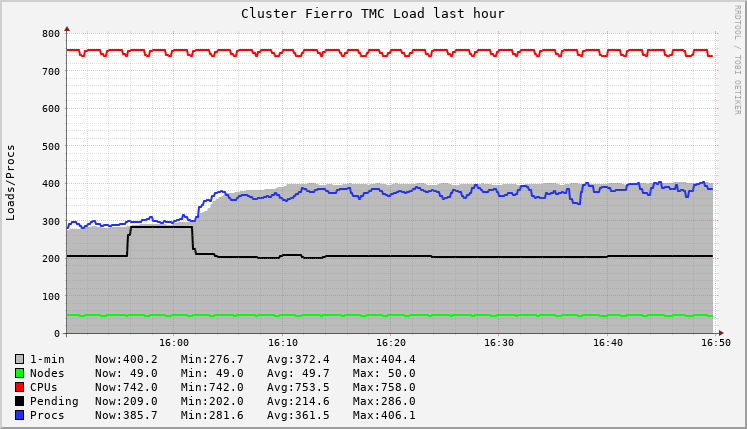 Cluster Fierro TMC Load last hour
RRDTOOL / TOBI OETIKER
Loads/Procs
800
700
600
500
400
300
200
100
0
16:00 16:10 16:20 16:30 16:40 16:50
1-min Now:400.2 Min:276.7 Avg:372.4 Max:404.4
Nodes Now: 49.0 Min: 49.0 Avg: 49.7 Max: 50.0
CPUs Now:742.0 Min:742.0 Avg:753.5 Max:758.0
Pending Now:209.0 Min:202.0 Avg:214.6 Max:286.0
Procs Now:385.7 Min:281.6 Avg:361.5 Max:406.1